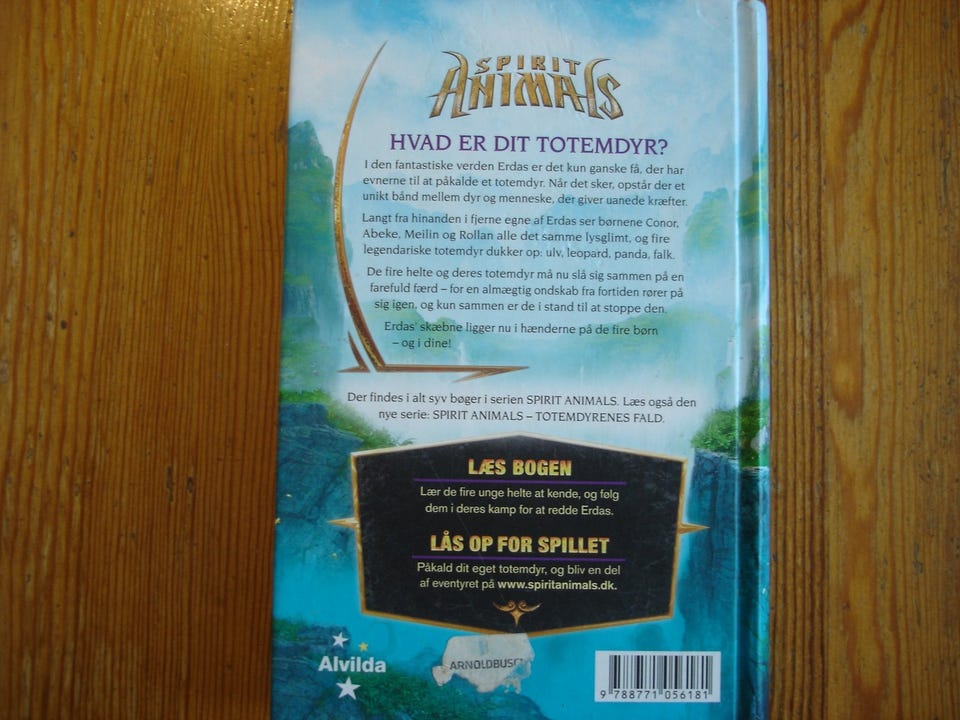 SPIRIT
ANIMALS
HVAD ER DIT TOTEMDYR?
I den fantastiske verden Erdas er det kun ganske få, der har
evnerne til at påkalde et totemdyr. Når det sker, opstår der et
unikt bånd mellem dyr og menneske, der giver uanede kræfter.
Langt fra hinanden i fjerne egne af Erdas ser børnene Conor,
Abeke, Meilin og Rollan alle det samme lysglimt, og fire
legendariske totemdyr dukker op: ulv, leopard, panda, falk.
De fire helte og deres totemdyr må nu slå sig sammen på en
farefuld færd – for en almægtig ondskab fra fortiden rører på
sig igen, og kun sammen er de i stand til at stoppe den.
Erdas' skæbne ligger nu i hænderne på de fire børn
– og i dine!
Der findes i alt syv bøger i serien SPIRIT ANIMALS. Læs også den
nye serie: SPIRIT ANIMALS – TOTEMDYRENES FALD.
LÆS BOGEN
Lær de fire unge helte at kende, og følg
dem i deres kamp for at redde Erdas.
LÅS OP FOR SPILLET
Påkald dit eget totemdyr, og bliv en del
af eventyret på www.spiritanimals.dk.
Alvilda
ARNOLDBUSC
9 788771 056181